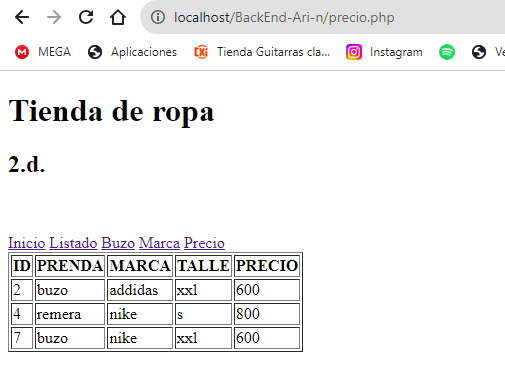 localhost/BackEnd-Ari-n/precio.php
MEGA Aplicaciones Tienda Guitarras cla... Instagram
Tienda de ropa
2.d.
Inicio Listado Buzo Marca Precio
ID PRENDA MARCA TALLE PRECIO
2 buzo addidas xxl 600
4 remera nike s 800
7 buzo nike xxl 600